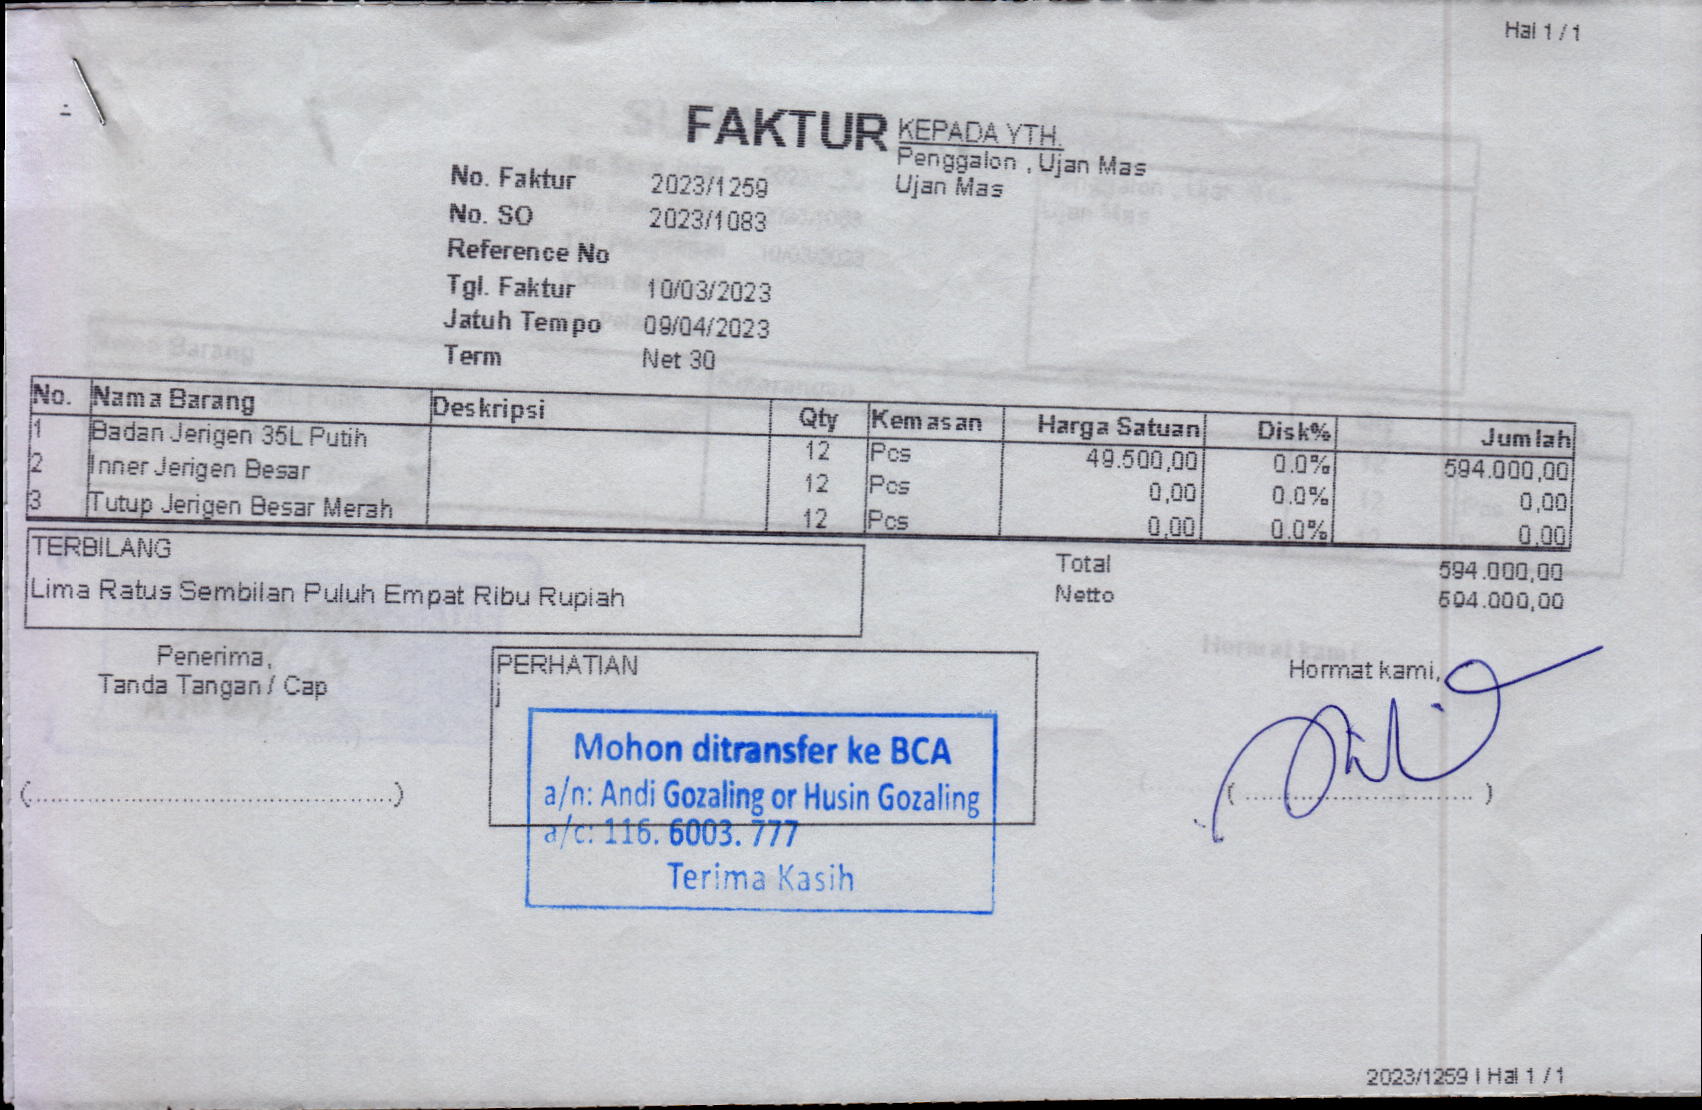 Hal 1 / 1
FAKTUR
KEPADA YTH.
Penggalon , Ujan Mas
Ujan Mas
No. Faktur 2023/1259
No. SO 2023/1083
Reference No
Tgl. Faktur 10/03/2023
Jatuh Tempo 09/04/2023
Term Net 30
No. Nama Barang Deskripsi Qty Kemasan Harga Satuan Disk% Jumlah
1 Badan Jerigen 35L Putih 12 Pcs 49.500,00 0.0% 594.000,00
2 Inner Jerigen Besar 12 Pcs 0,00 0.0% 0,00
3 Tutup Jerigen Besar Merah 12 Pcs 0,00 0.0% 0,00
TERBILANG
Lima Ratus Sembilan Puluh Empat Ribu Rupiah
Total 594.000,00
Netto 594.000,00
Penerima,
Tanda Tangan / Cap
PERHATIAN
j
Mohon ditransfer ke BCA
a/n: Andi Gozaling or Husin Gozaling
a/c: 116. 6003. 777
Terima Kasih
Hormat kami,
2023/1259 | Hal 1 / 1